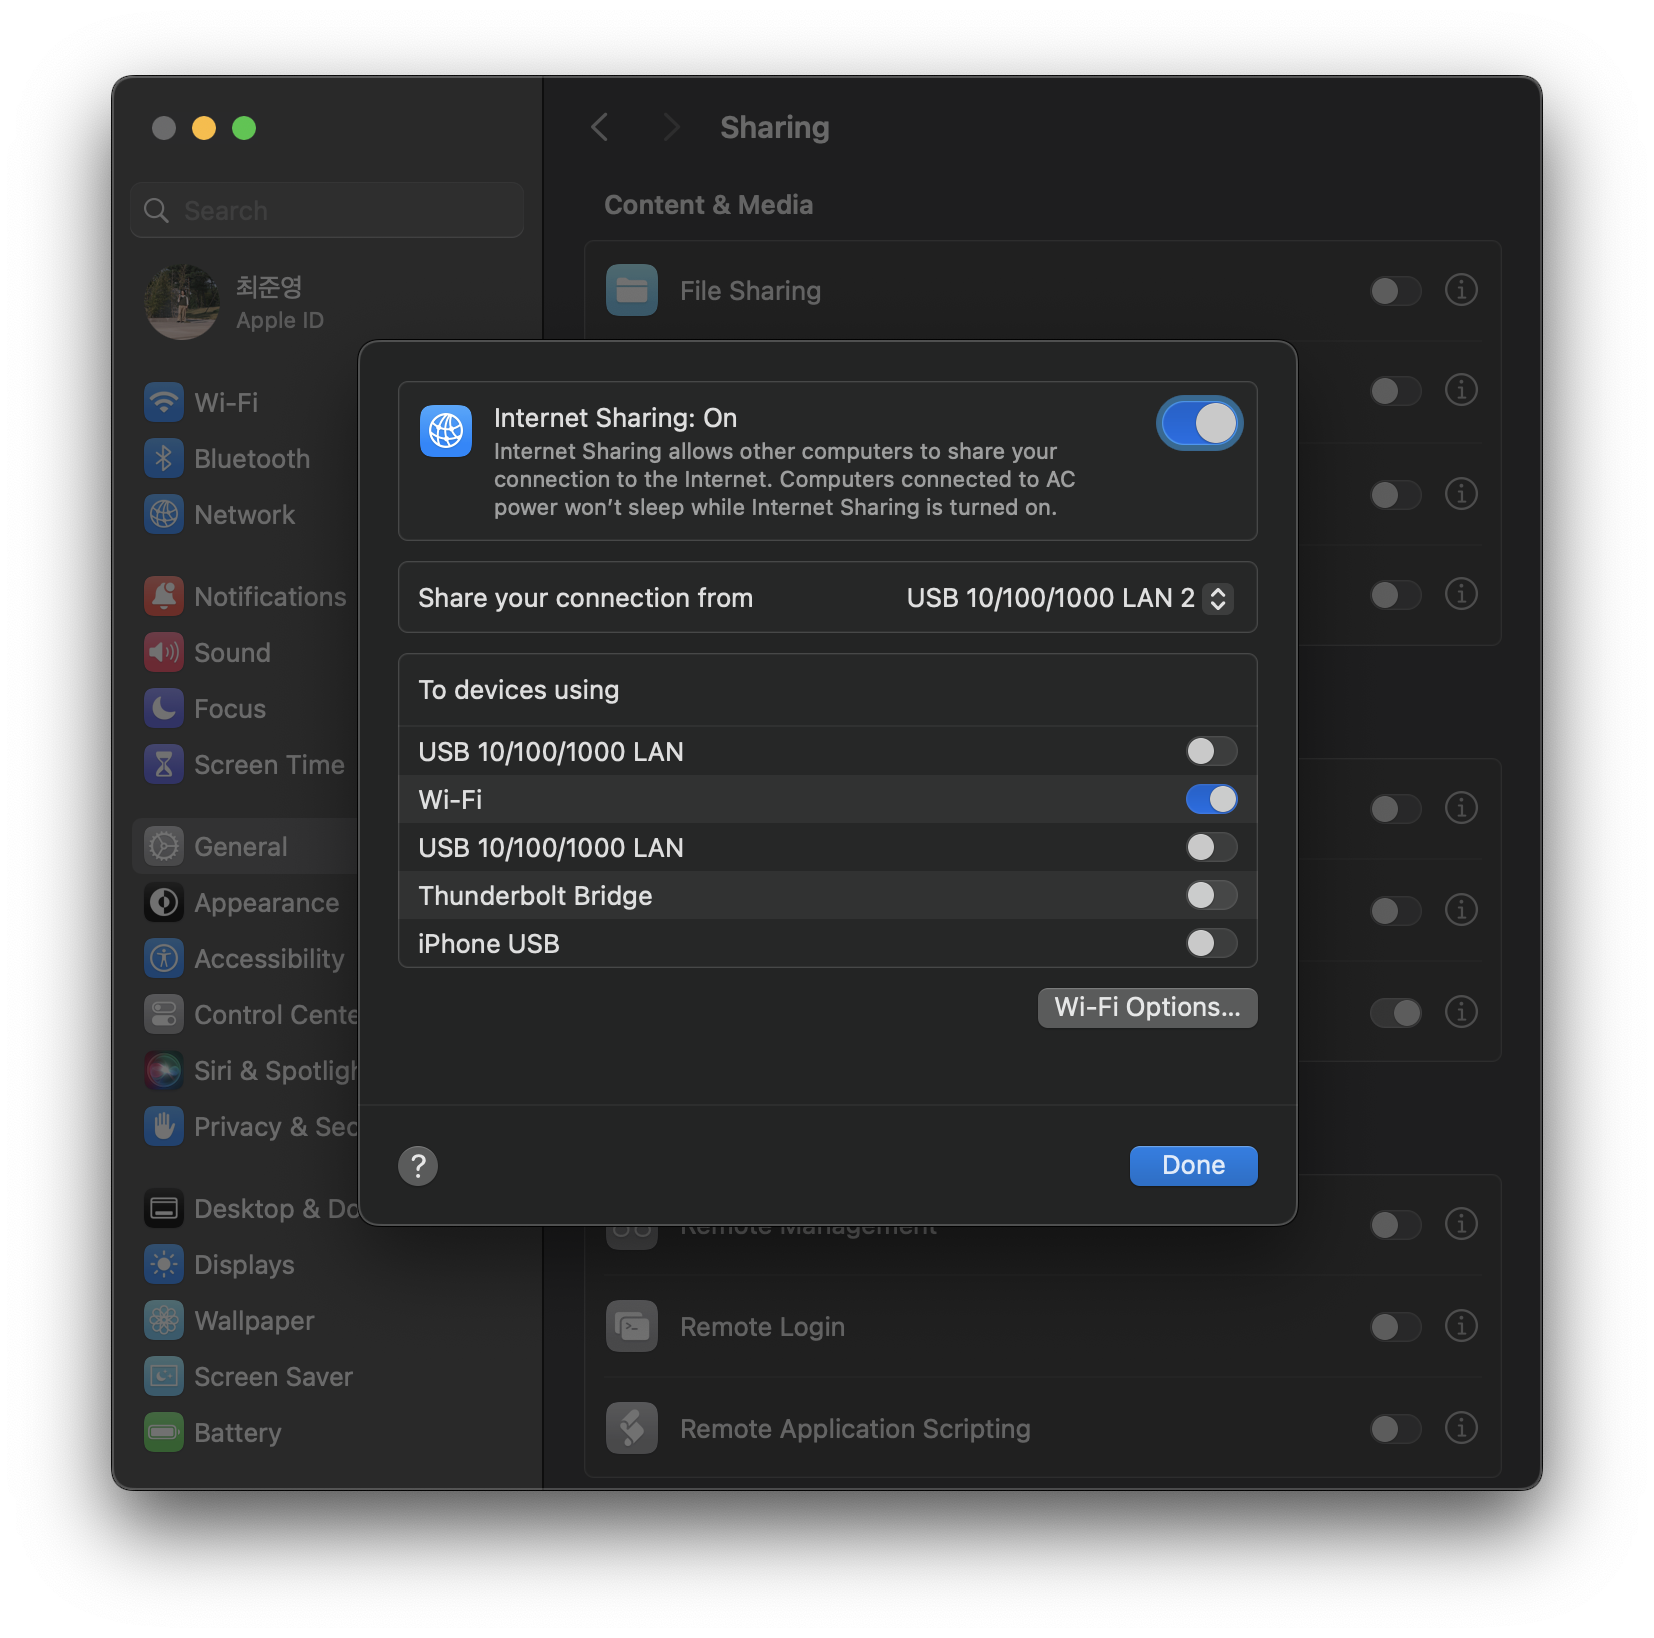 Sharing
Search
최준영
Apple ID
Wi-Fi
Bluetooth
Network
Notifications
Sound
Focus
Screen Time
General
Appearance
Accessibility
Control Cente
Siri & Spotligh
Privacy & Sec
Desktop & Do
Displays
Wallpaper
Screen Saver
Battery
Content & Media
File Sharing
Internet Sharing: On
Internet Sharing allows other computers to share your
connection to the Internet. Computers connected to AC
power won’t sleep while Internet Sharing is turned on.
Share your connection from USB 10/100/1000 LAN 2
To devices using
USB 10/100/1000 LAN
Wi-Fi
USB 10/100/1000 LAN
Thunderbolt Bridge
iPhone USB
Wi-Fi Options...
?
Done
Remote Management
Remote Login
Remote Application Scripting